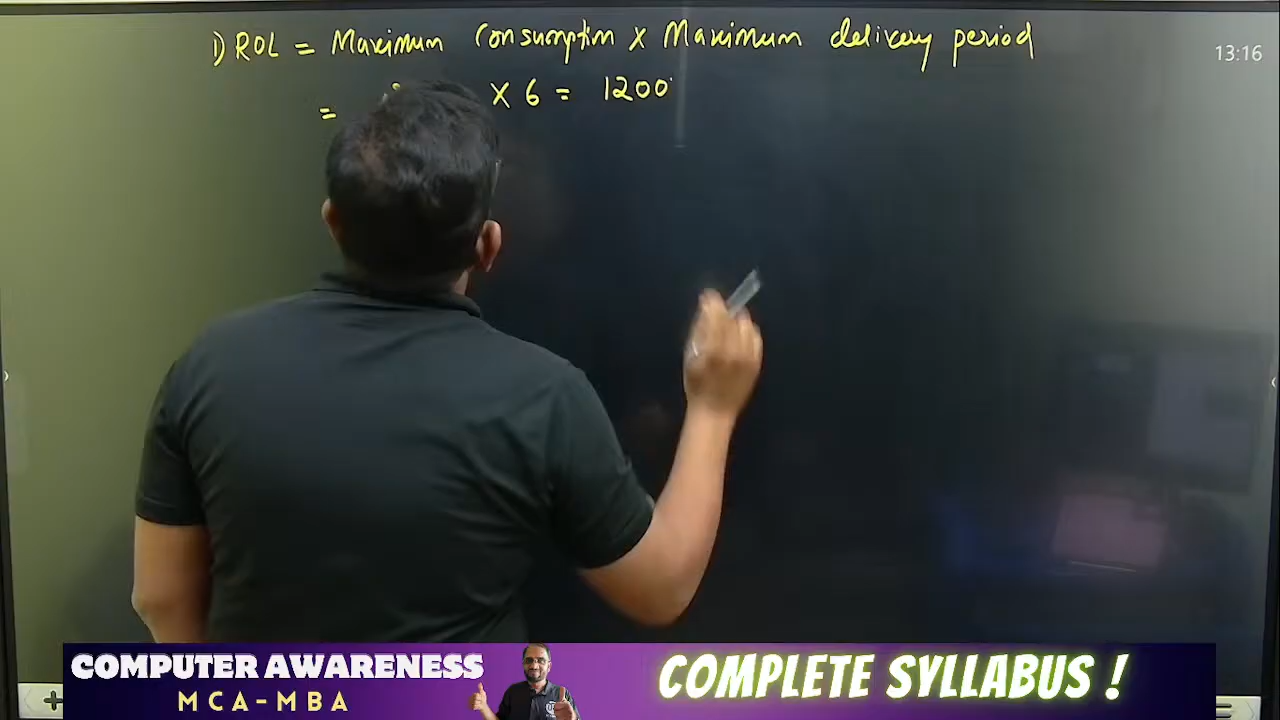 1) ROL = Maximum Consumption x Maximum delivery period
13:16
= x 6 = 1200
COMPUTER AWARENESS
MCA-MBA
COMPLETE SYLLABUS !